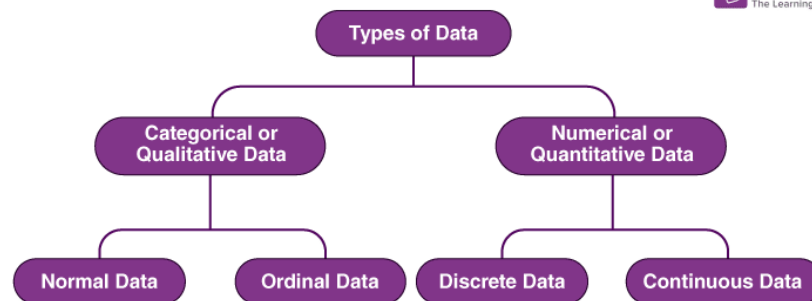 The Learning
Types of Data
Categorical or
Qualitative Data
Numerical or
Quantitative Data
Normal Data
Ordinal Data
Discrete Data
Continuous Data